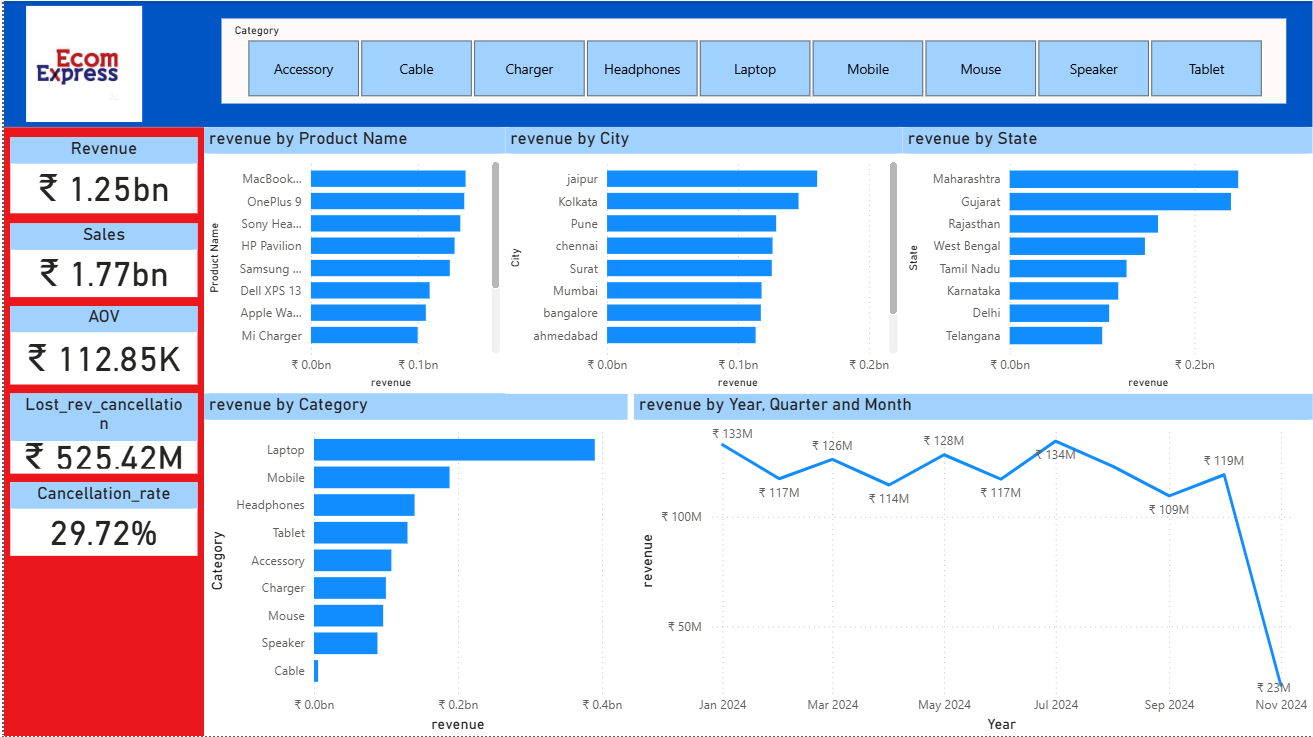 Ecom
Express
Category
Accessory
Cable
Charger
Headphones
Laptop
Mobile
Mouse
Speaker
Tablet
Revenue
₹ 1.25bn
Sales
₹ 1.77bn
AOV
₹ 112.85K
Lost_rev_cancellatio
n
₹ 525.42M
Cancellation_rate
29.72%
revenue by Product Name
Product Name
MacBook...
OnePlus 9
Sony Hea...
HP Pavilion
Samsung ...
Dell XPS 13
Apple Wa...
Mi Charger
₹ 0.0bn
₹ 0.1bn
revenue
revenue by City
City
jaipur
Kolkata
Pune
chennai
Surat
Mumbai
bangalore
ahmedabad
₹ 0.0bn
₹ 0.1bn
₹ 0.2bn
revenue
revenue by State
State
Maharashtra
Gujarat
Rajasthan
West Bengal
Tamil Nadu
Karnataka
Delhi
Telangana
₹ 0.0bn
₹ 0.2bn
revenue
revenue by Category
Category
Laptop
Mobile
Headphones
Tablet
Accessory
Charger
Mouse
Speaker
Cable
₹ 0.0bn
₹ 0.2bn
₹ 0.4bn
revenue
revenue by Year, Quarter and Month
revenue
₹ 100M
₹ 50M
₹ 133M
₹ 117M
₹ 126M
₹ 114M
₹ 128M
₹ 117M
₹ 134M
₹ 109M
₹ 119M
₹ 23M
Jan 2024
Mar 2024
May 2024
Jul 2024
Sep 2024
Nov 2024
Year